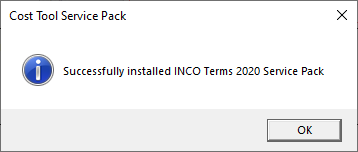 Cost Tool Service Pack
Successfully installed INCO Terms 2020 Service Pack
OK